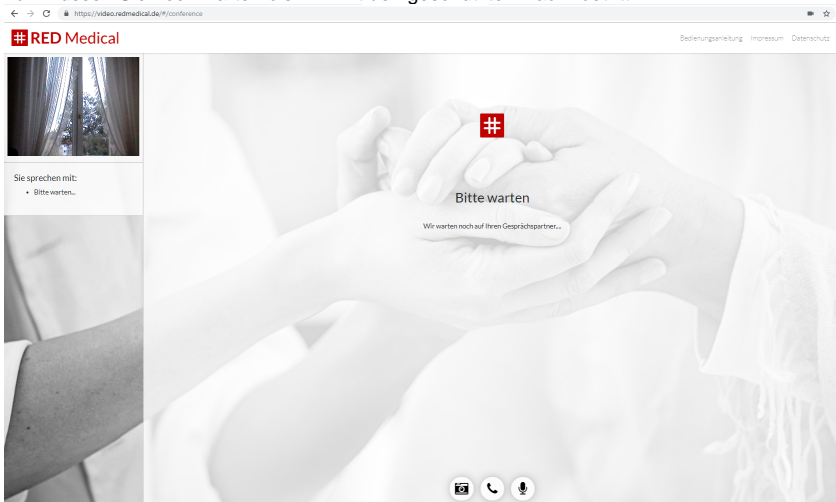 https://video.redmedical.de/#/conference
RED Medical
Bedienungsanleitung Impressum Datenschutz
Sie sprechen mit:
Bitte warten...
Bitte warten
Wir warten noch auf Ihren Gesprächspartner...